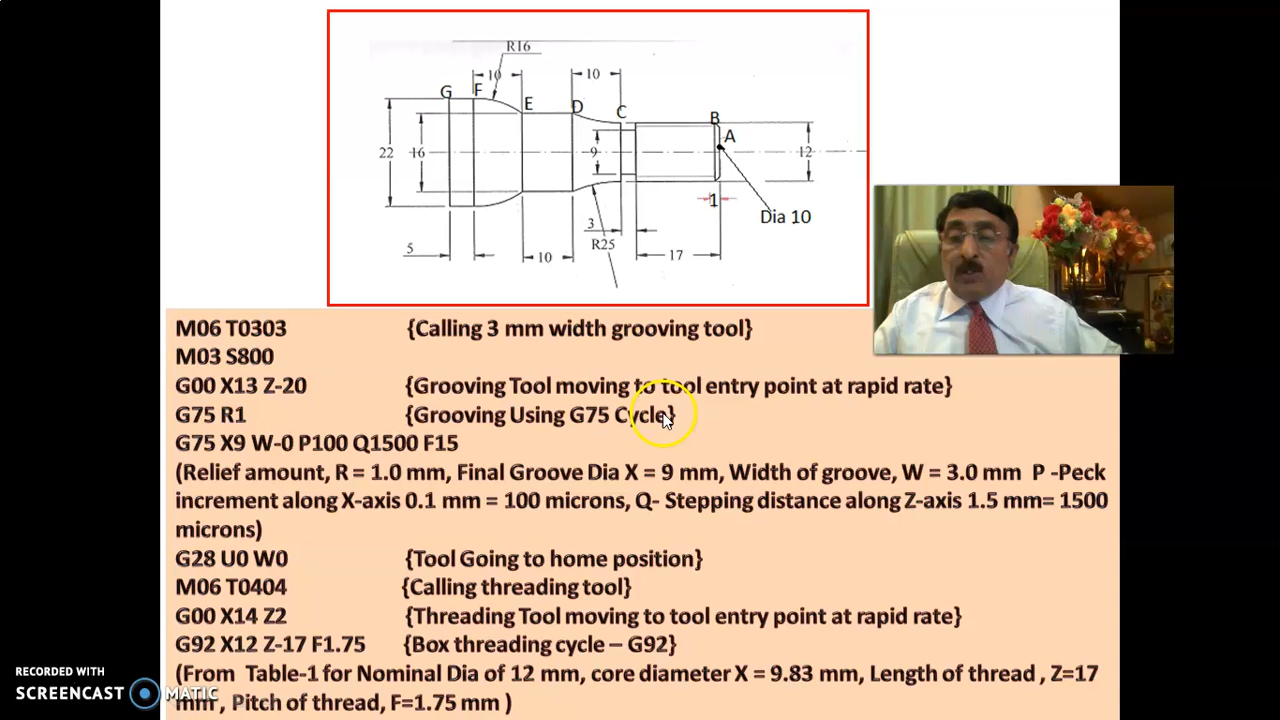 R16
10
10
G
F
E
D
C
B
A
22
16
9
12
1
Dia 10
3
R25
5
10
17
M06 T0303 {Calling 3 mm width grooving tool}
M03 S800
G00 X13 Z-20 {Grooving Tool moving to tool entry point at rapid rate}
G75 R1 {Grooving Using G75 Cycle}
G75 X9 W-0 P100 Q1500 F15
(Relief amount, R = 1.0 mm, Final Groove Dia X = 9 mm, Width of groove, W = 3.0 mm P -Peck
increment along X-axis 0.1 mm = 100 microns, Q- Stepping distance along Z-axis 1.5 mm= 1500
microns)
G28 U0 W0 {Tool Going to home position}
M06 T0404 {Calling threading tool}
G00 X14 Z2 {Threading Tool moving to tool entry point at rapid rate}
G92 X12 Z-17 F1.75 {Box threading cycle – G92}
(From Table-1 for Nominal Dia of 12 mm, core diameter X = 9.83 mm, Length of thread , Z=17
mm , Pitch of thread, F=1.75 mm )
RECORDED WITH
SCREENCAST MATIC